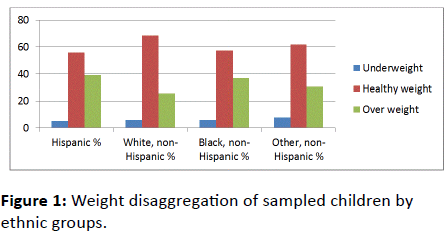 80
60
40
20
0
Hispanic % White, non- Black, non- Other, non-
Hispanic % Hispanic % Hispanic %
Underweight
Healthy weight
Over weight
Figure 1: Weight disaggregation of sampled children by
ethnic groups.